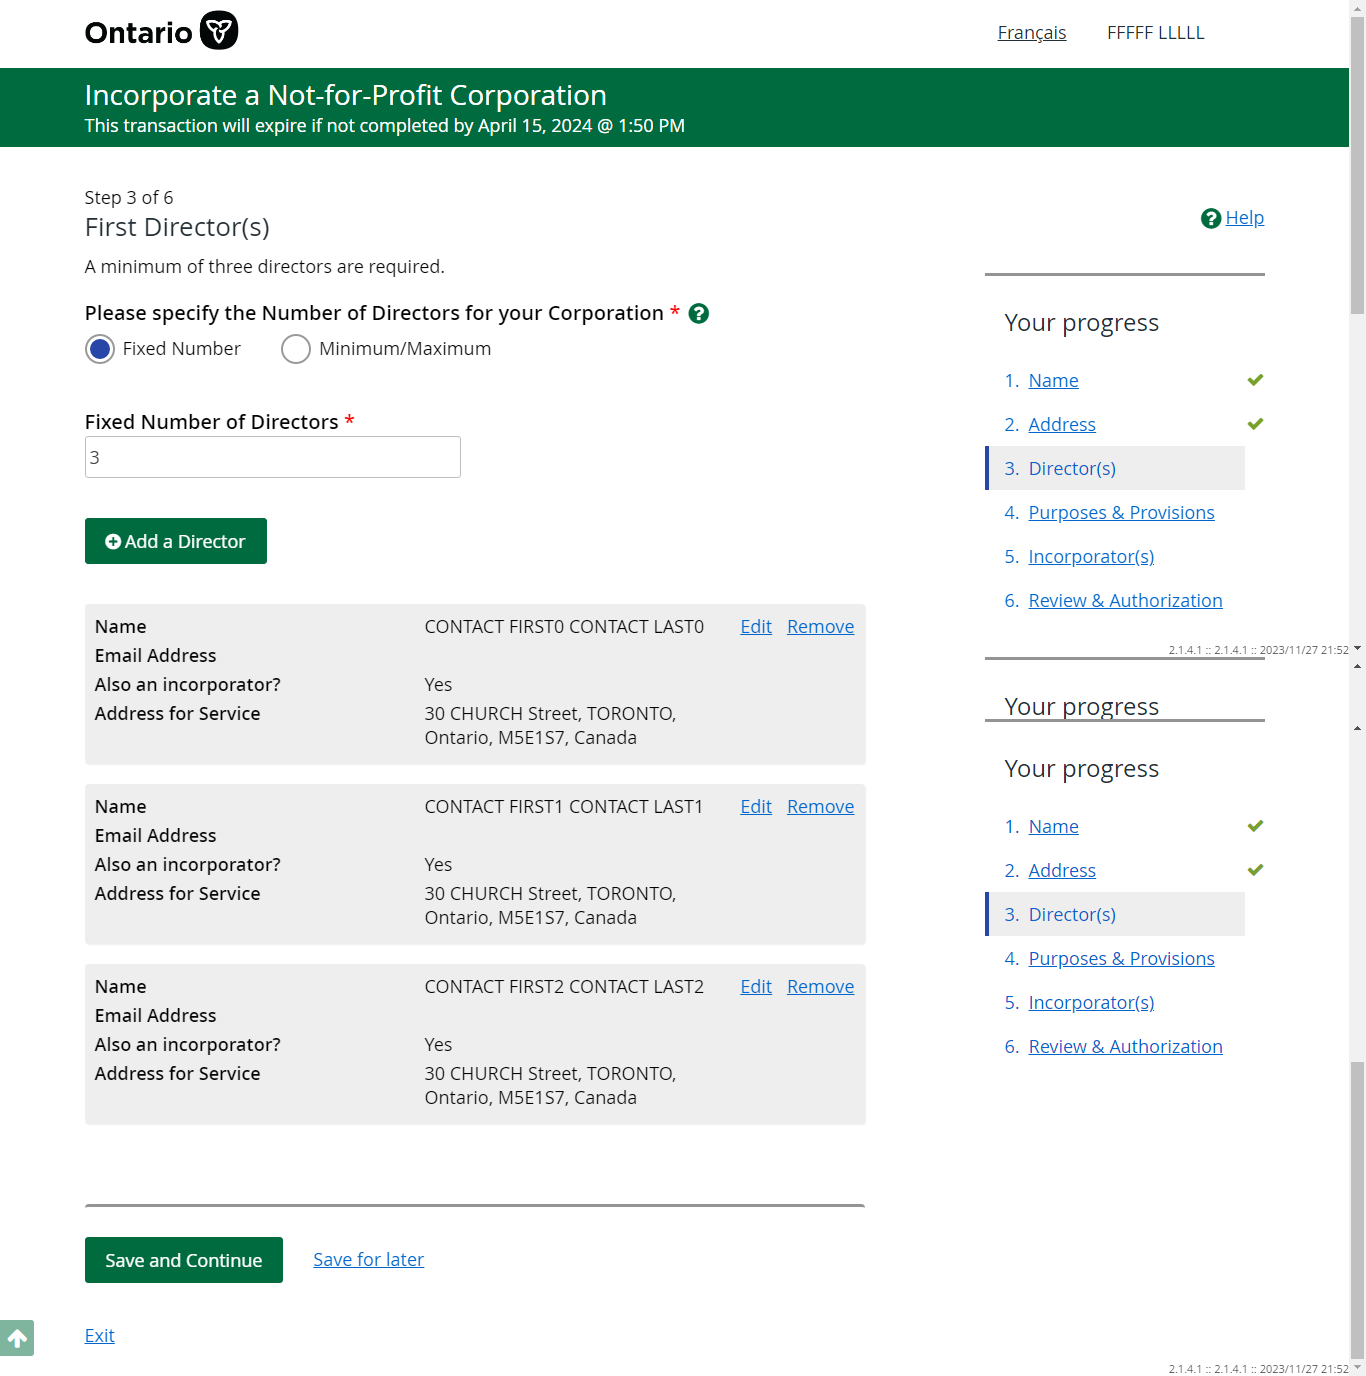 Ontario
Français
FFFFF LLLLL
Incorporate a Not-for-Profit Corporation
This transaction will expire if not completed by April 15, 2024 @ 1:50 PM
Step 3 of 6
First Director(s)
Help
A minimum of three directors are required.
Please specify the Number of Directors for your Corporation *
Fixed Number
Minimum/Maximum
Fixed Number of Directors *
3
Add a Director
Name CONTACT FIRST0 CONTACT LAST0 Edit Remove
Email Address
Also an incorporator? Yes
Address for Service 30 CHURCH Street, TORONTO,
Ontario, M5E1S7, Canada
Name CONTACT FIRST1 CONTACT LAST1 Edit Remove
Email Address
Also an incorporator? Yes
Address for Service 30 CHURCH Street, TORONTO,
Ontario, M5E1S7, Canada
Name CONTACT FIRST2 CONTACT LAST2 Edit Remove
Email Address
Also an incorporator? Yes
Address for Service 30 CHURCH Street, TORONTO,
Ontario, M5E1S7, Canada
Save and Continue
Save for later
Exit
Your progress
1. Name
2. Address
3. Director(s)
4. Purposes & Provisions
5. Incorporator(s)
6. Review & Authorization
2.1.4.1 :: 2.1.4.1 :: 2023/11/27 21:52
Your progress
Your progress
1. Name
2. Address
3. Director(s)
4. Purposes & Provisions
5. Incorporator(s)
6. Review & Authorization
2.1.4.1 :: 2.1.4.1 :: 2023/11/27 21:52